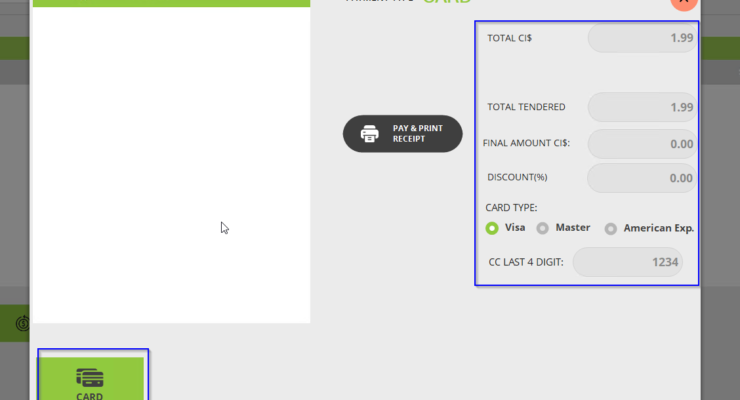 CARD
TOTAL CI$ 1.99
TOTAL TENDERED 1.99
PAY & PRINT
RECEIPT
FINAL AMOUNT CI$: 0.00
DISCOUNT(%) 0.00
CARD TYPE:
Visa Master American Exp.
CC LAST 4 DIGIT: 1234
CARD